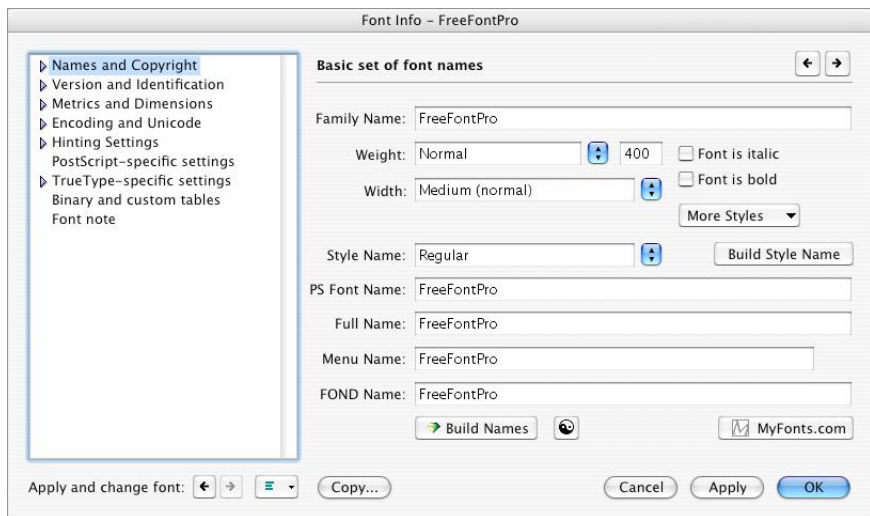 Font Info – FreeFontPro
Names and Copyright
Version and Identification
Metrics and Dimensions
Encoding and Unicode
Hinting Settings
PostScript-specific settings
TrueType-specific settings
Binary and custom tables
Font note
Basic set of font names
Family Name: FreeFontPro
Weight: Normal 400 Font is italic
Font is bold
Width: Medium (normal)
More Styles
Style Name: Regular Build Style Name
PS Font Name: FreeFontPro
Full Name: FreeFontPro
Menu Name: FreeFontPro
FOND Name: FreeFontPro
Build Names MyFonts.com
Apply and change font: Copy... Cancel Apply OK